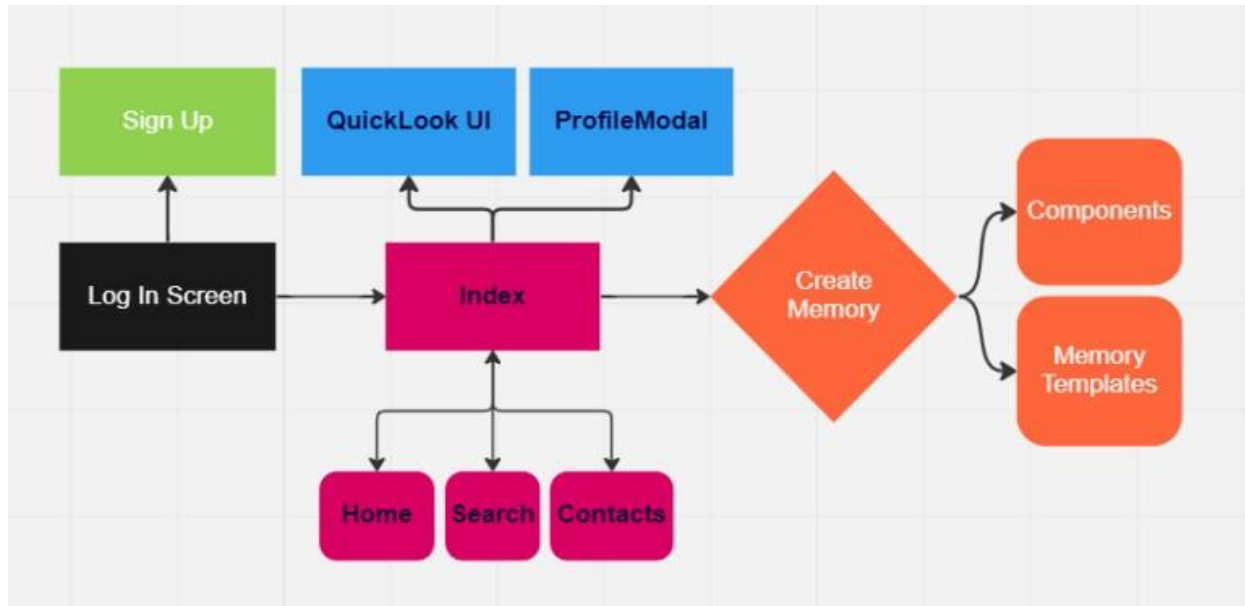 Sign Up
QuickLook UI
ProfileModal
Components
Log In Screen
Index
Create
Memory
Memory
Templates
Home
Search
Contacts